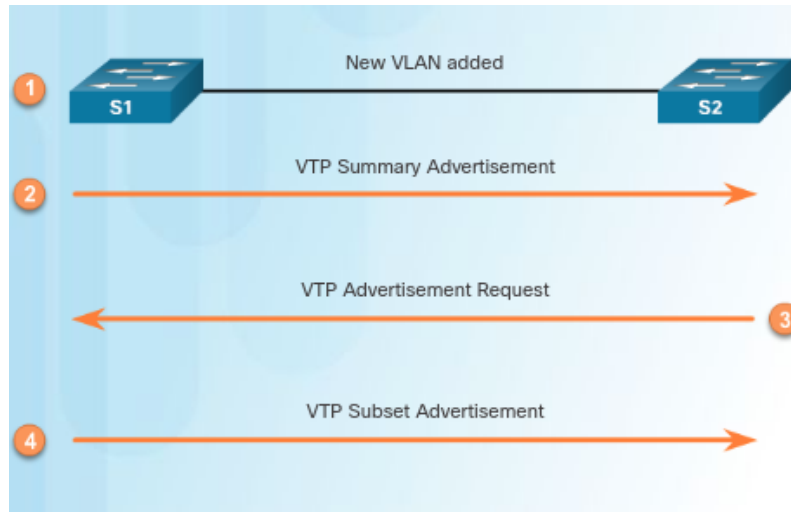 New VLAN added
1
S1
S2
VTP Summary Advertisement
2
VTP Advertisement Request
3
VTP Subset Advertisement
4